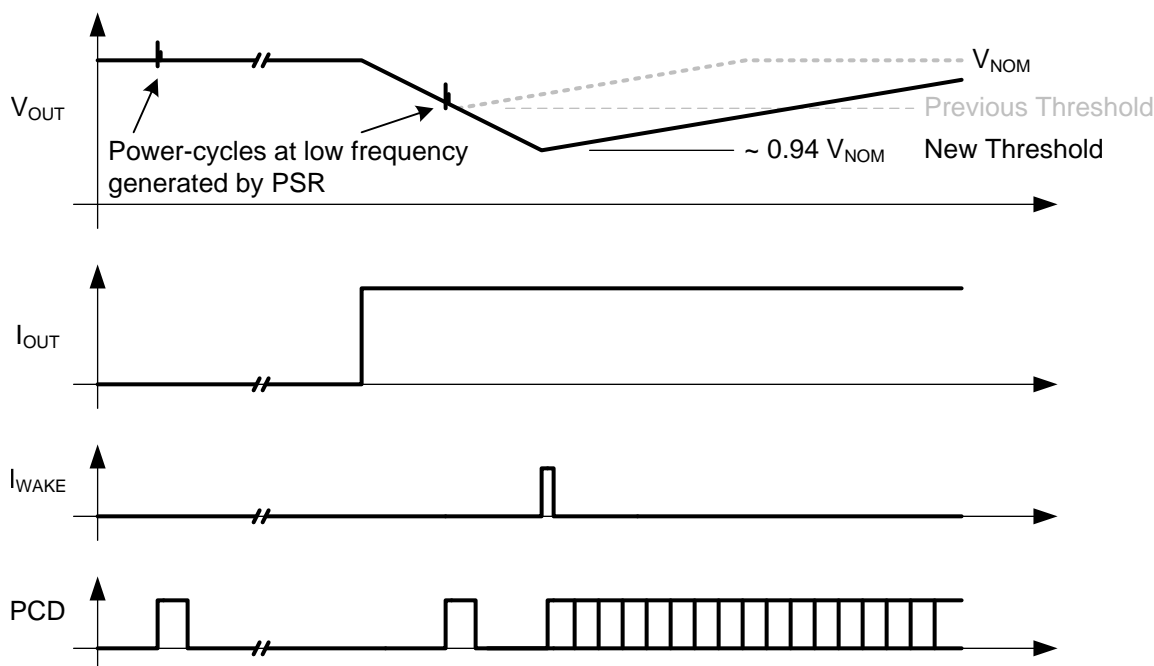 V_NOM
V_OUT
Previous Threshold
Power-cycles at low frequency
generated by PSR
~ 0.94 V_NOM
New Threshold
I_OUT
I_WAKE
PCD